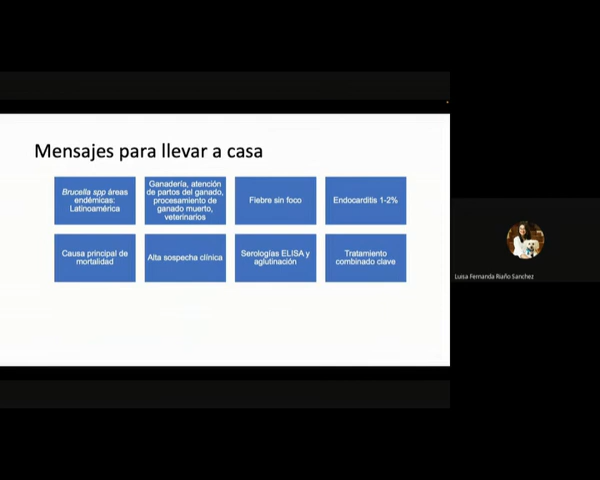 Mensajes para llevar a casa
Brucella spp áreas
endémicas:
Latinoamérica
Ganadería, atención
de partos del ganado,
procesamiento de
ganado muerto,
veterinarios
Fiebre sin foco
Endocarditis 1-2%
Causa principal de
mortalidad
Alta sospecha clínica
Serologías ELISA y
aglutinación
Tratamiento
combinado clave
Luisa Fernanda Riaño Sanchez